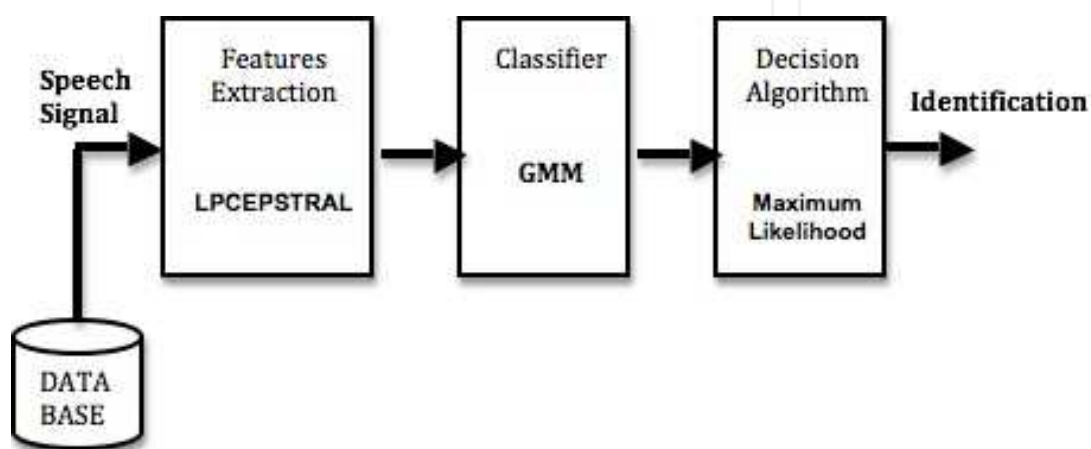 Speech
Signal
Features
Extraction
LPCEPSTRAL
Classifier
GMM
Decision
Algorithm
Maximum
Likelihood
Identification
DATA
BASE